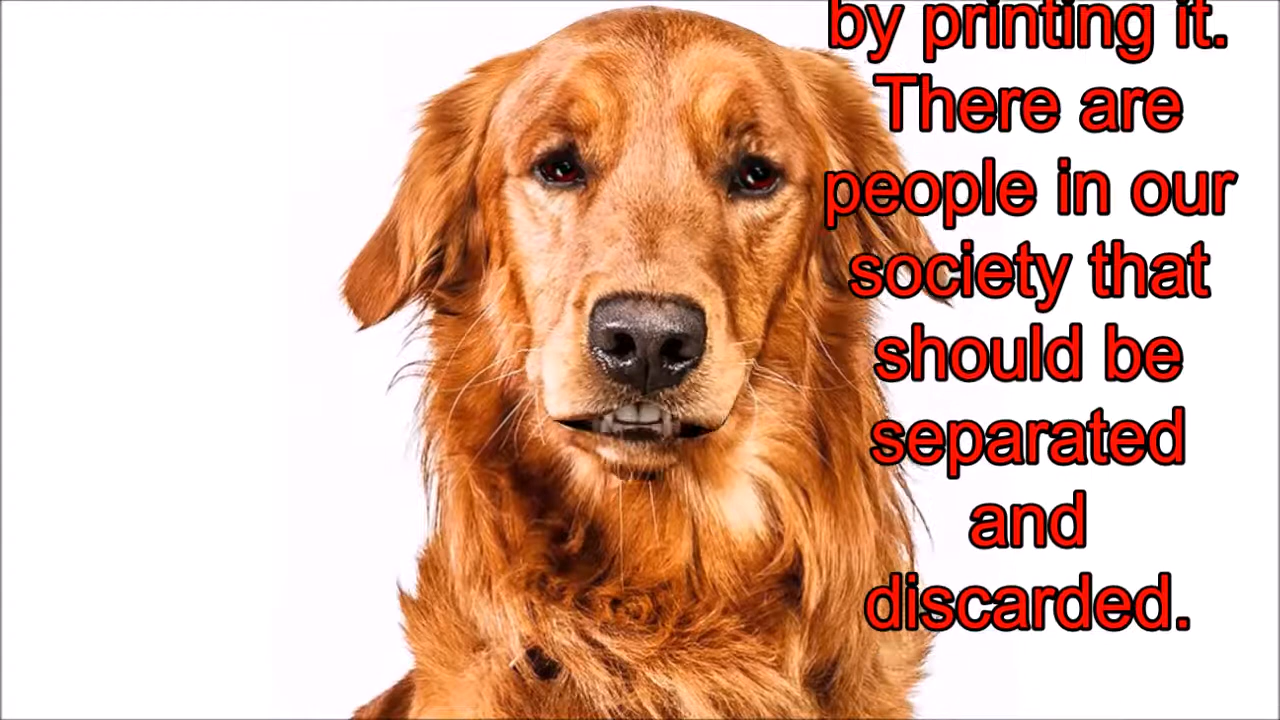 by printing it.
There are
people in our
society that
should be
separated
and
discarded.